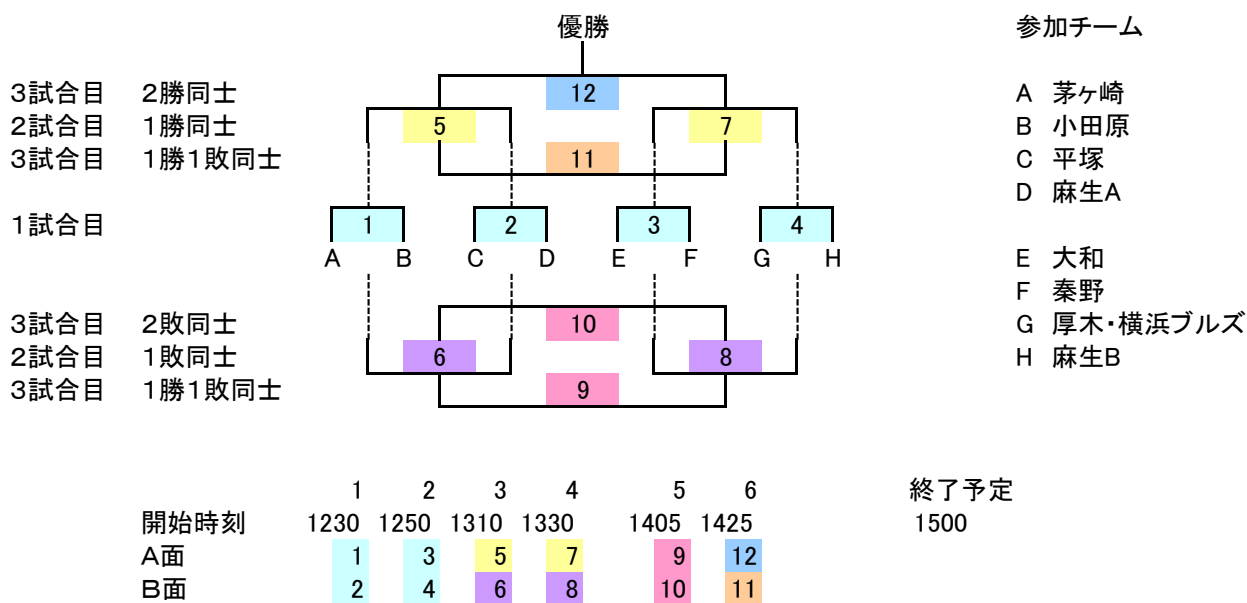 優勝
参加チーム
3試合目 2勝同士 12 A 茅ヶ崎
2試合目 1勝同士 5 7 B 小田原
3試合目 1勝1敗同士 11 C 平塚
D 麻生A
1試合目 1 2 3 4
A B C D E F G H E 大和
F 秦野
3試合目 2敗同士 10 G 厚木・横浜ブルズ
2試合目 1敗同士 6 8 H 麻生B
3試合目 1勝1敗同士 9
1 2 3 4 5 6 終了予定
開始時刻 1230 1250 1310 1330 1405 1425 1500
A面 1 3 5 7 9 12
B面 2 4 6 8 10 11